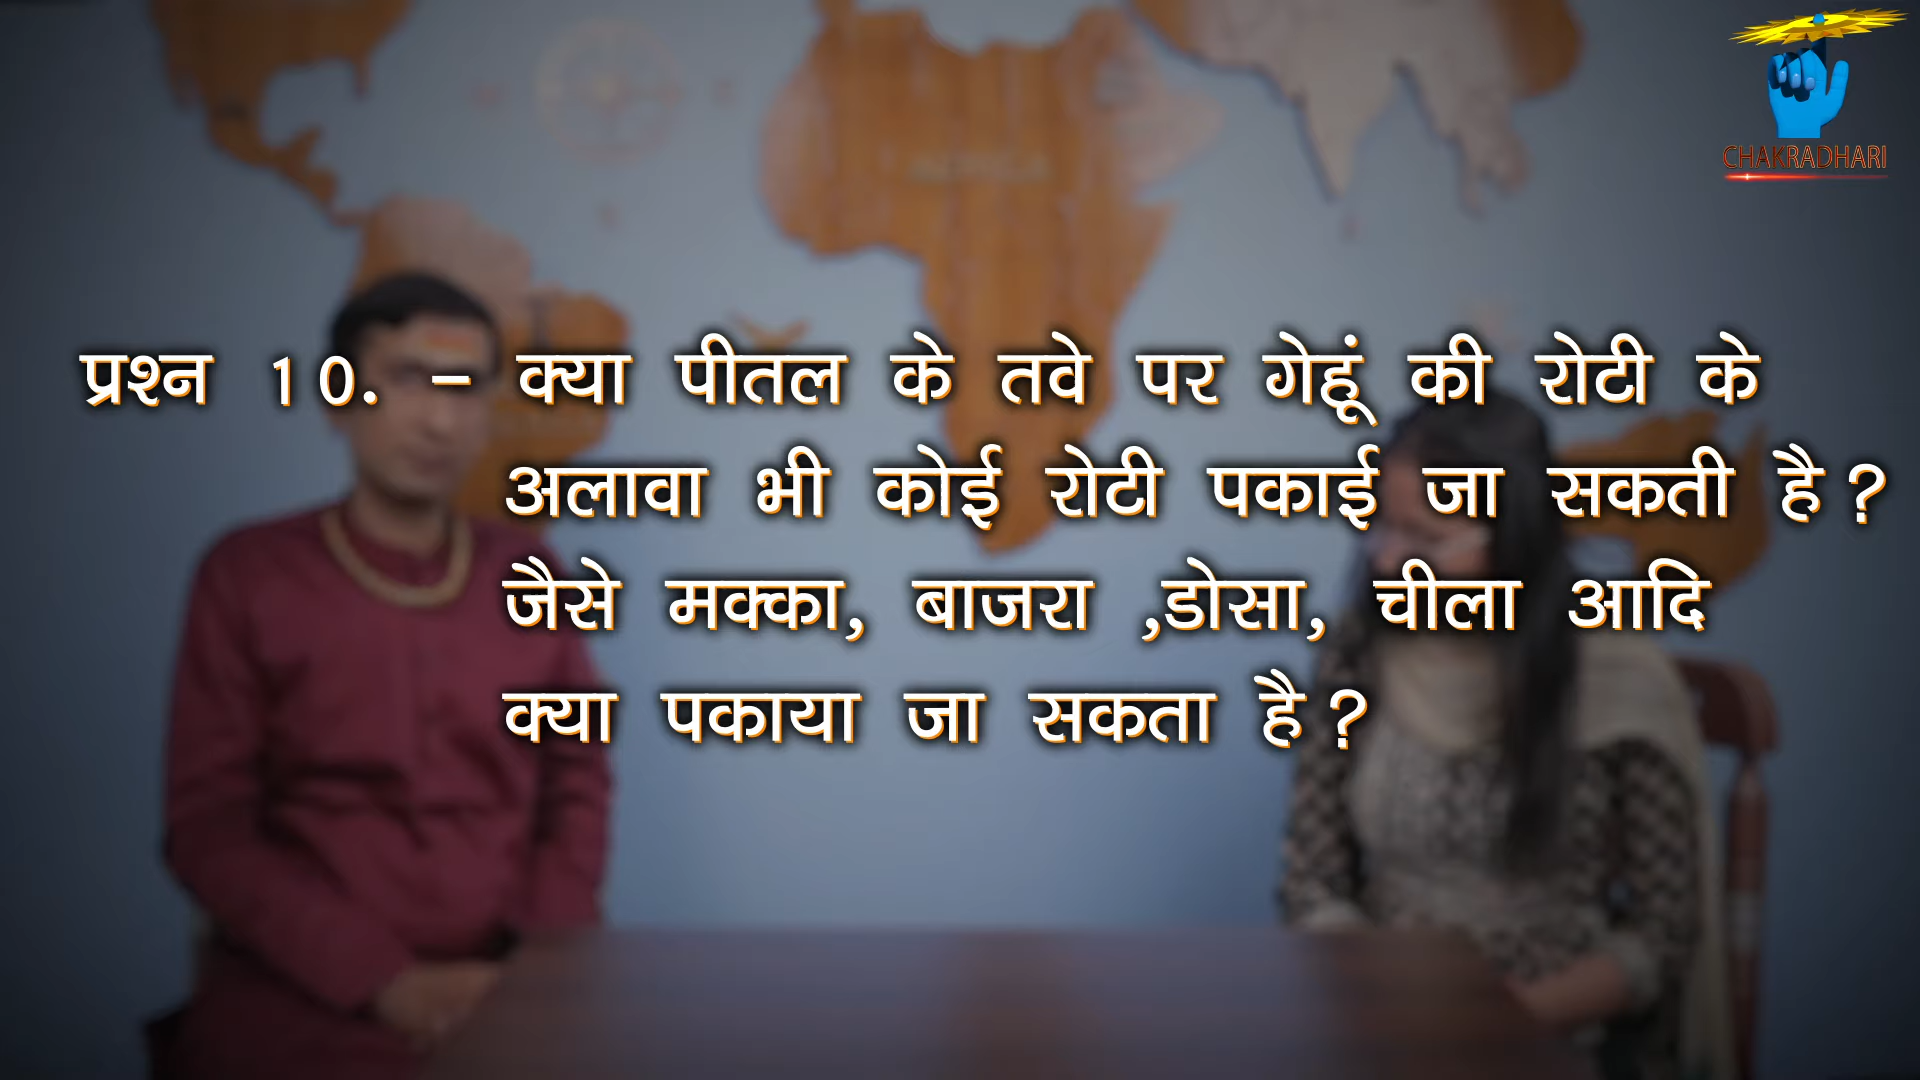 CHAKRADHARI
प्रश्न 10. - क्या पीतल के तवे पर गेहूं की रोटी के
अलावा भी कोई रोटी पकाई जा सकती है?
जैसे मक्का, बाजरा ,डोसा, चीला आदि
क्या पकाया जा सकता है?